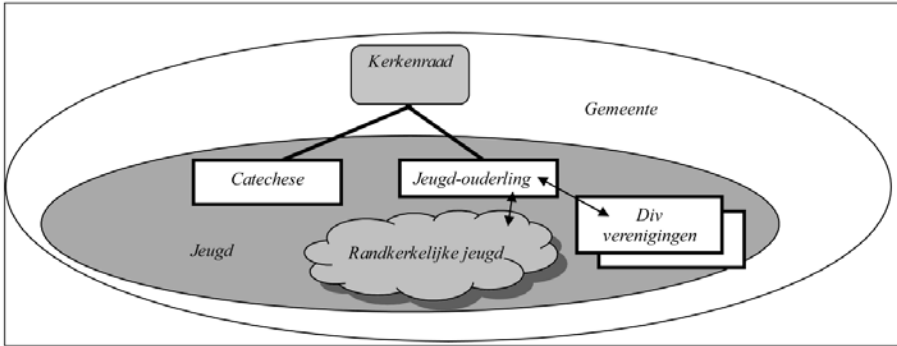 Kerkenraad
Gemeente
Catechese
Jeugd-ouderling
Div
verenigingen
Jeugd
Randkerkelijke jeugd